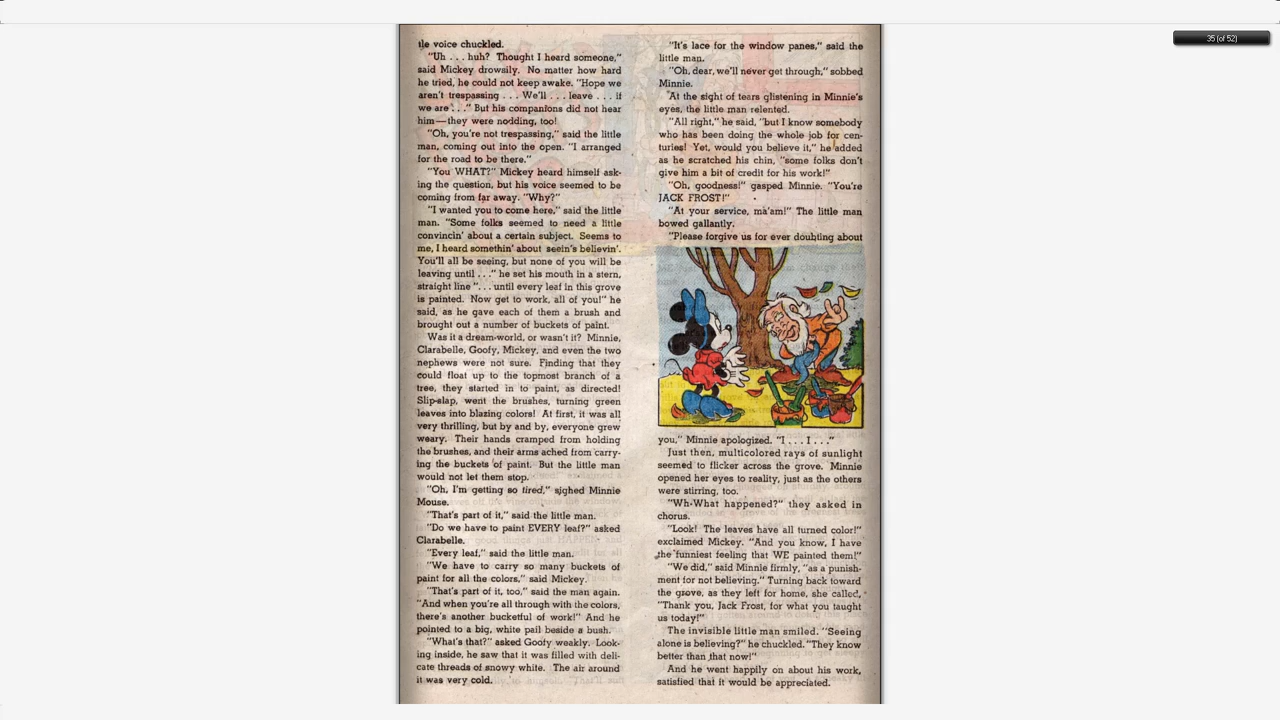 35 (of 52)
the voice chuckled.
"Uh . . . huh? Thought I heard someone,"
said Mickey drowsily. No matter how hard
he tried, he could not keep awake. "Hope we
aren't trespassing . . . We'll . . . leave . . . if
we are . . ." But his companions did not hear
him—they were nodding, too!
"Oh, you're not trespassing," said the little
man, coming out into the open. "I arranged
for the road to be there."
"You WHAT?" Mickey heard himself ask-
ing the question, but his voice seemed to be
coming from far away. "Why?"
"I wanted you to come here," said the little
man. "Some folks seemed to need a little
convincin' about a certain subject. Seems to
me, I heard somethin' about seein's believin'.
You'll all be seeing, but none of you will be
leaving until . . ." he set his mouth in a stern,
straight line ". . . until every leaf in this grove
is painted. Now get to work, all of you!" he
said, as he gave each of them a brush and
brought out a number of buckets of paint.
Was it a dream-world, or wasn't it? Minnie,
Clarabelle, Goofy, Mickey, and even the two
nephews were not sure. Finding that they
could float up to the topmost branch of a
tree, they started in to paint, as directed!
Slip-slap, went the brushes, turning green
leaves into blazing colors! At first, it was all
very thrilling, but by and by, everyone grew
weary. Their hands cramped from holding
the brushes, and their arms ached from carry-
ing the buckets of paint. But the little man
would not let them stop.
"Oh, I'm getting so tired," sighed Minnie
Mouse.
"That's part of it," said the little man.
"Do we have to paint EVERY leaf?" asked
Clarabelle.
"Every leaf," said the little man.
"We have to carry so many buckets of
paint for all the colors," said Mickey.
"That's part of it, too," said the man again.
"And when you're all through with the colors,
there's another bucketful of work!" And he
pointed to a big, white pail beside a bush.
"What's that?" asked Goofy weakly. Look-
ing inside, he saw that it was filled with deli-
cate threads of snowy white. The air around
it was very cold.
"It's lace for the window panes," said the
little man.
"Oh, dear, we'll never get through," sobbed
Minnie.
At the sight of tears glistening in Minnie's
eyes, the little man relented.
"All right," he said, "but I know somebody
who has been doing the whole job for cen-
turies! Yet, would you believe it," he added
as he scratched his chin, "some folks don't
give him a bit of credit for his work!"
"Oh, goodness!" gasped Minnie. "You're
JACK FROST!"
"At your service, ma'am!" The little man
bowed gallantly.
"Please forgive us for ever doubting about
you," Minnie apologized. "I . . . I . . ."
Just then, multicolored rays of sunlight
seemed to flicker across the grove. Minnie
opened her eyes to reality, just as the others
were stirring, too.
"Wh-What happened?" they asked in
chorus.
"Look! The leaves have all turned color!"
exclaimed Mickey. "And you know, I have
the funniest feeling that WE painted them!"
"We did," said Minnie firmly, "as a punish-
ment for not believing." Turning back toward
the grove, as they left for home, she called,
"Thank you, Jack Frost, for what you taught
us today!"
The invisible little man smiled. "Seeing
alone is believing?" he chuckled. "They know
better than that now!"
And he went happily on about his work,
satisfied that it would be appreciated.